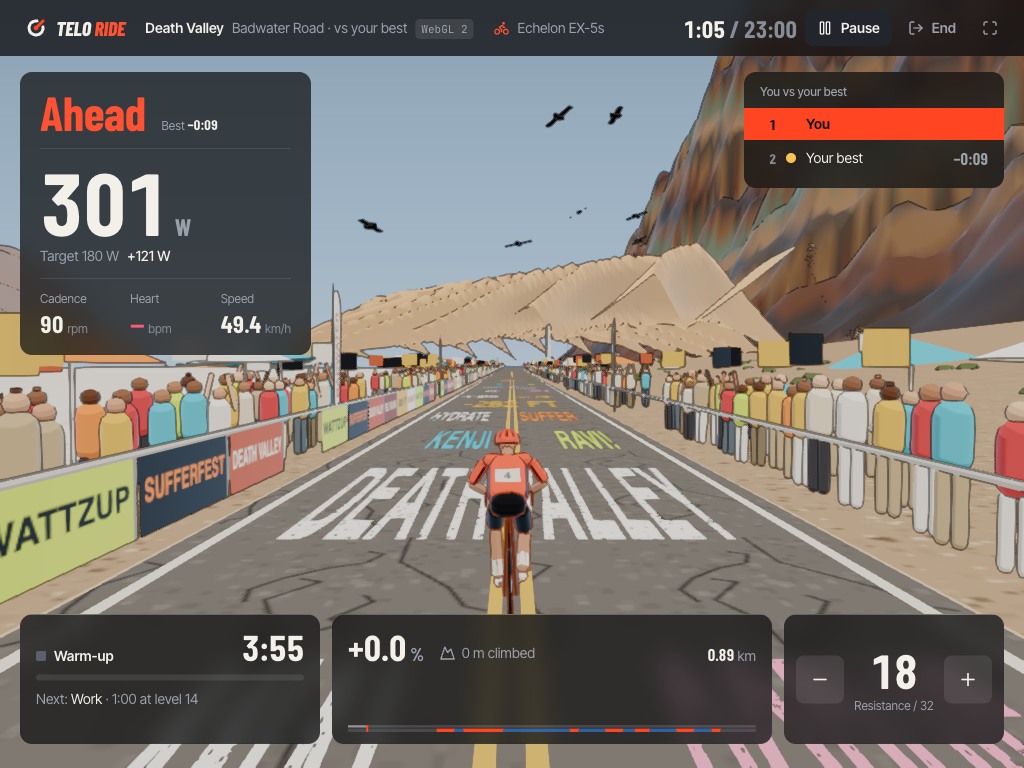 TELO RIDE
Death Valley Badwater Road · vs your best WebGL 2
Echelon EX-5s
1:05 / 23:00
Pause
End
Ahead
Best −0:09
301 W
Target 180 W +121 W
Cadence Heart Speed
90 rpm — bpm 49.4 km/h
You vs your best
1 You
2 Your best −0:09
HYDRATE SUFFER
KENJI RAVI!
DEATH VALLEY
WATTZUP
SUFFERFEST
DEATH VALLEY
WATTZUP
4
Warm-up 3:55
Next: Work · 1:00 at level 14
+0.0 % 0 m climbed 0.89 km
− 18 +
Resistance / 32